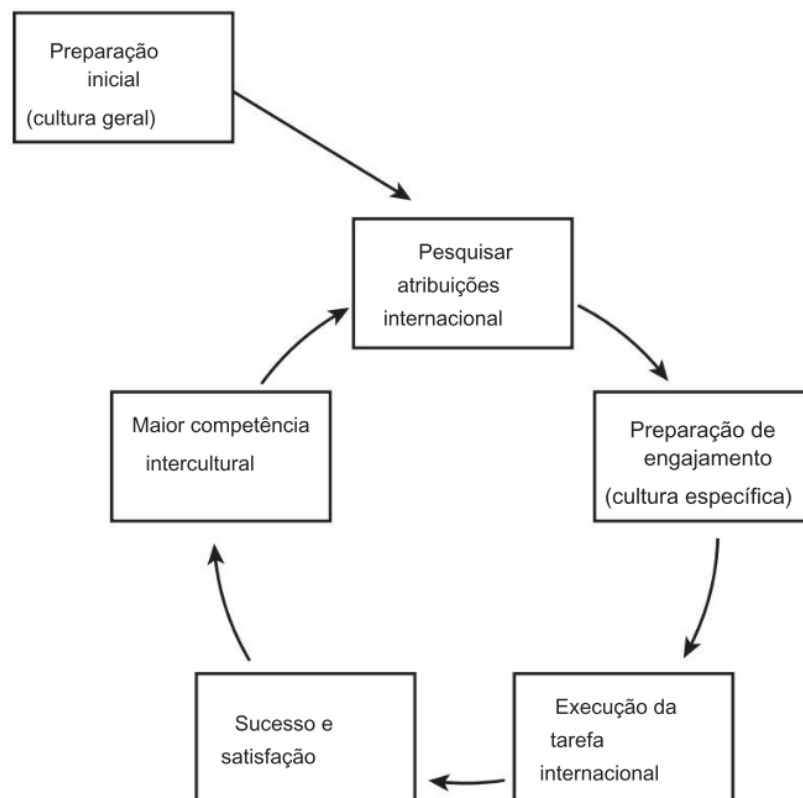 Preparação
inicial
(cultura geral)
Pesquisar
atribuições
internacional
Maior competência
intercultural
Preparação de
engajamento
(cultura específica)
Sucesso e
satisfação
Execução da
tarefa
internacional